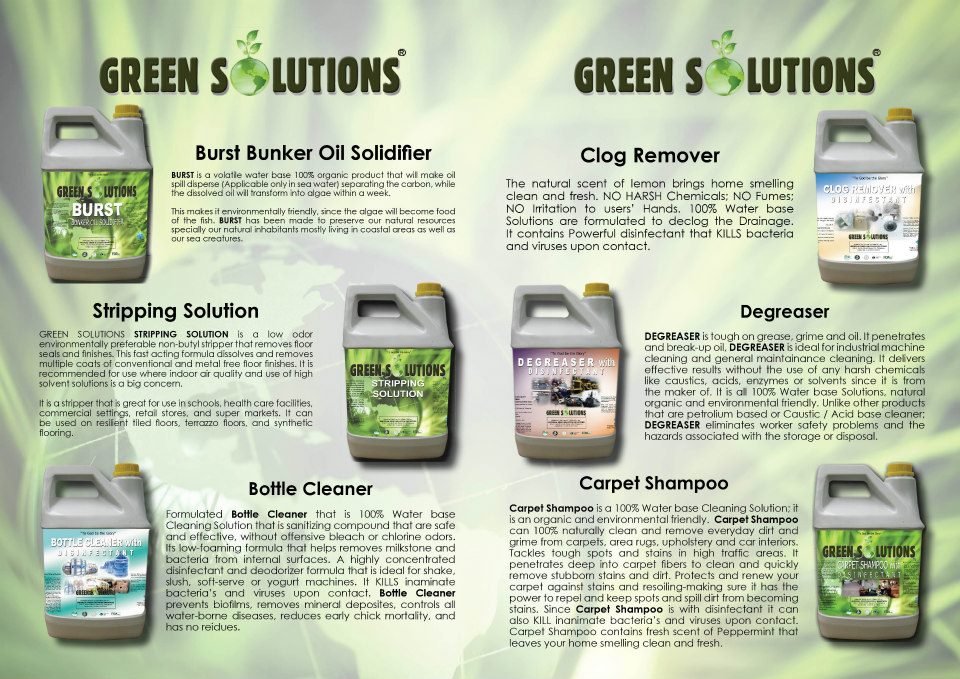 GREEN SOLUTIONS®
Burst Bunker Oil Solidifier
BURST is a volatile water base 100% organic product that will make oil
spill disperse (Applicable only in sea water) separating the carbon, while
the dissolved oil will transform into algae within a week.
This makes it environmentally friendly, since the algae will become food
of the fish. BURST has been made to preserve our natural resources
specially our natural inhabitants mostly living in coastal areas as well as
our sea creatures.
GREEN SOLUTIONS
BURST
BUNKER OIL SOLIDIFIER
Stripping Solution
GREEN SOLUTIONS STRIPPING SOLUTION is a low odor
environmentally preferable non-butyl stripper that removes floor
seals and finishes. This fast acting formula dissolves and removes
multiple coats of conventional and metal free floor finishes. It is
recommended for use where indoor air quality and use of high
solvent solutions is a big concern.
It is a stripper that is great for use in schools, health care facilities,
commercial settings, retail stores, and super markets. It can
be used on resilient tiled floors, terrazzo floors, and synthetic
flooring.
"To God be the Glory"
GREEN SOLUTIONS
STRIPPING
SOLUTION
Bottle Cleaner
Formulated Bottle Cleaner that is 100% Water base
Cleaning Solution that is sanitizing compound that are safe
and effective, without offensive bleach or chlorine odors.
Its low-foaming formula that helps removes milkstone and
bacteria from internal surfaces. A highly concentrated
disinfectant and deodorizer formula that is ideal for shake,
slush, soft-serve or yogurt machines. It KILLS inaminate
bacteria's and viruses upon contact. Bottle Cleaner
prevents biofilms, removes mineral deposites, controls all
water-borne diseases, reduces early chick mortality, and
has no reidues.
"To God be the Glory"
BOTTLE CLEANER with
DISINFECTANT
GREEN SOLUTIONS
GREEN SOLUTIONS®
Clog Remover
The natural scent of lemon brings home smelling
clean and fresh. NO HARSH Chemicals; NO Fumes;
NO Irritation to users' Hands. 100% Water base
Solutions are formulated to declog the Drainage.
It contains Powerful disinfectant that KILLS bacteria
and viruses upon contact.
"To God be the Glory"
CLOG REMOVER with
DISINFECTANT
GREEN SOLUTIONS
Degreaser
DEGREASER is tough on grease, grime and oil. It penetrates
and break-up oil, DEGREASER is ideal for industrial machine
cleaning and general maintainance cleaning. It delivers
effective results without the use of any harsh chemicals
like caustics, acids, enzymes or solvents since it is from
the maker of. It is all 100% Water base Solutions, natural
organic and environmental friendly. Unlike other products
that are petrolium based or Caustic / Acid base cleaner;
DEGREASER eliminates worker safety problems and the
hazards associated with the storage or disposal.
"To God be the Glory"
DEGREASER with
DISINFECTANT
GREEN SOLUTIONS
Carpet Shampoo
Carpet Shampoo is a 100% Water base Cleaning Solution; it
is an organic and environmental friendly. Carpet Shampoo
can 100% naturally clean and remove everyday dirt and
grime from carpets, area rugs, upholstery and car interiors.
Tackles tough spots and stains in high traffic areas. It
penetrates deep into carpet fibers to clean and quickly
remove stubborn stains and dirt. Protects and renew your
carpet against stains and resoiling-making sure it has the
power to repel and keep spots and spill dirt from becoming
stains. Since Carpet Shampoo is with disinfectant it can
also KILL inanimate bacteria's and viruses upon contact.
Carpet Shampoo contains fresh scent of Peppermint that
leaves your home smelling clean and fresh.
GREEN SOLUTIONS
CARPET SHAMPOO with
DISINFECTANT